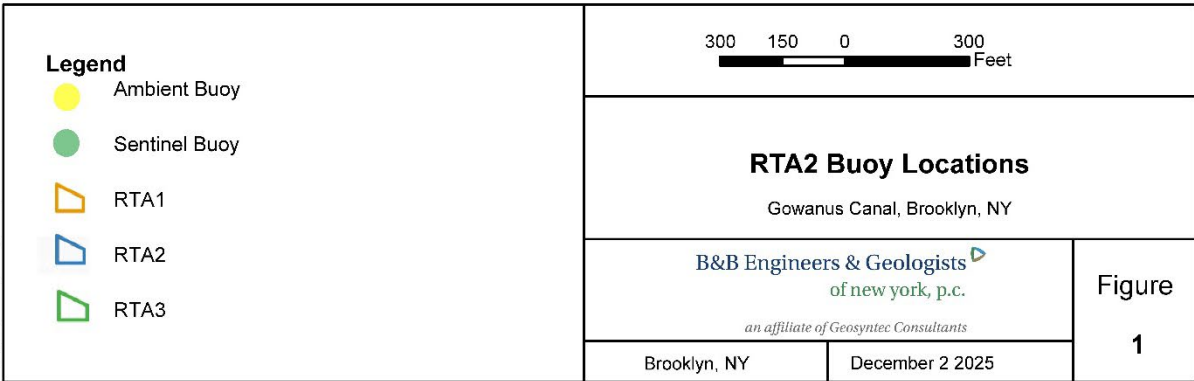 Legend
Ambient Buoy
Sentinel Buoy
RTA1
RTA2
RTA3
300 150 0 300
Feet
RTA2 Buoy Locations
Gowanus Canal, Brooklyn, NY
B&B Engineers & Geologists
of new york, p.c.
an affiliate of Geosyntec Consultants
Brooklyn, NY
December 2 2025
Figure
1